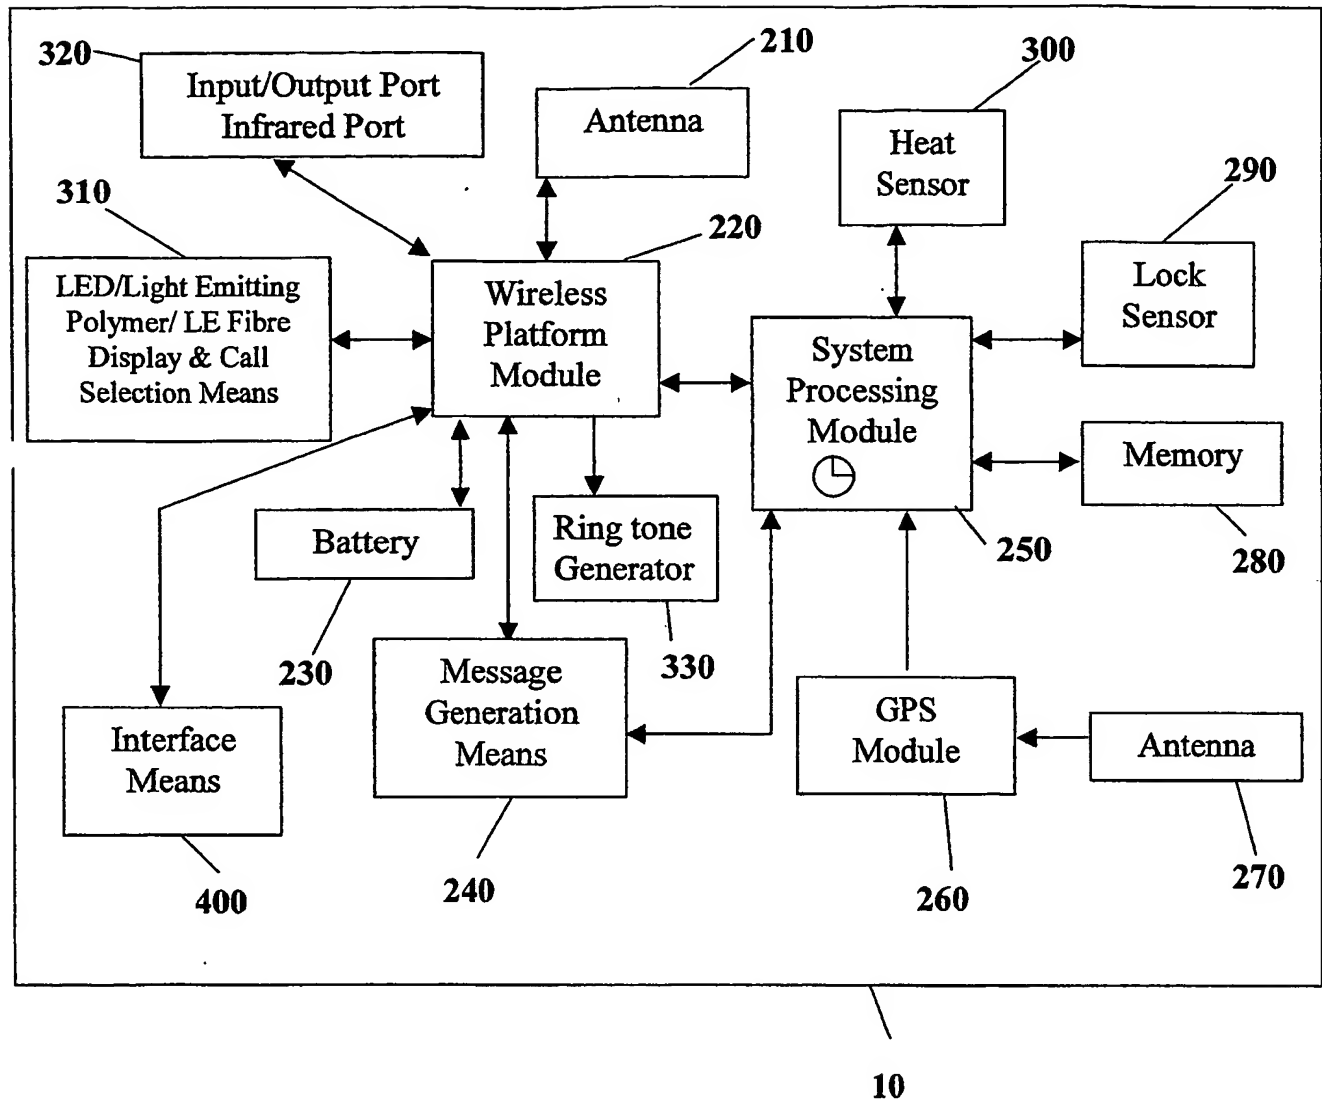 320
Input/Output Port
Infrared Port
210
Antenna
300
Heat
Sensor
290
Lock
Sensor
310
LED/Light Emitting
Polymer/ LE Fibre
Display & Call
Selection Means
220
Wireless
Platform
Module
System
Processing
Module
250
Memory
280
Battery
230
Ring tone
Generator
330
Message
Generation
Means
240
GPS
Module
260
Antenna
270
Interface
Means
400
10